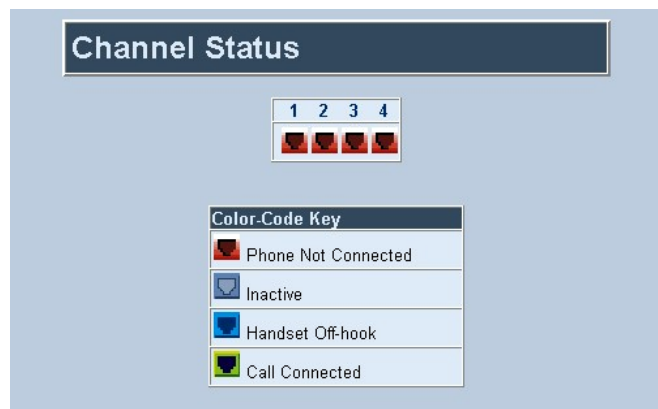 Channel Status
1 2 3 4
Color-Code Key
Phone Not Connected
Inactive
Handset Off-hook
Call Connected